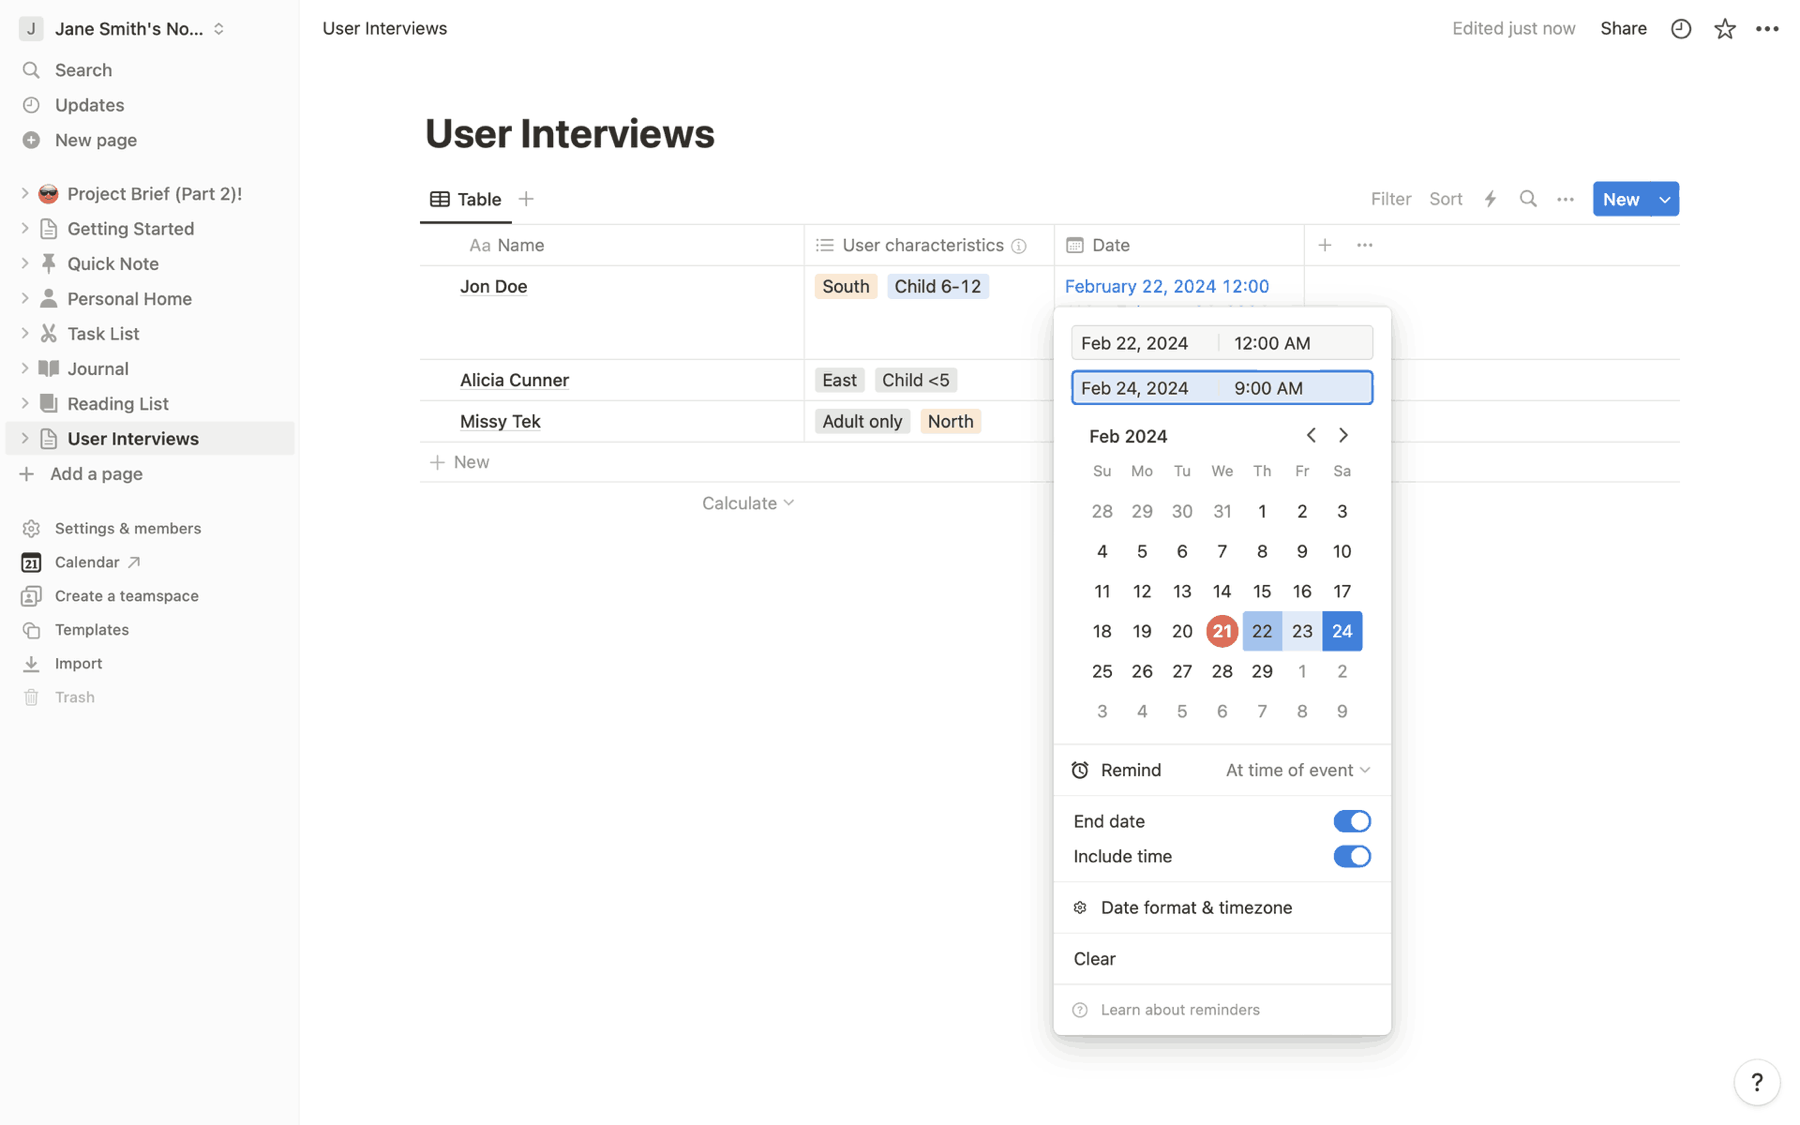 J Jane Smith's No...
Search
Updates
New page
Project Brief (Part 2)!
Getting Started
Quick Note
Personal Home
Task List
Journal
Reading List
User Interviews
Add a page
Settings & members
21 Calendar
Create a teamspace
Templates
Import
Trash
User Interviews
Edited just now Share
User Interviews
Table
Filter Sort New
Aa Name User characteristics Date
Jon Doe South Child 6-12 February 22, 2024 12:00
Alicia Cunner East Child <5
Missy Tek Adult only North
New
Calculate
Feb 22, 2024 12:00 AM
Feb 24, 2024 9:00 AM
Feb 2024
Su Mo Tu We Th Fr Sa
28 29 30 31 1 2 3
4 5 6 7 8 9 10
11 12 13 14 15 16 17
18 19 20 21 22 23 24
25 26 27 28 29 1 2
3 4 5 6 7 8 9
Remind At time of event
End date
Include time
Date format & timezone
Clear
? Learn about reminders
?